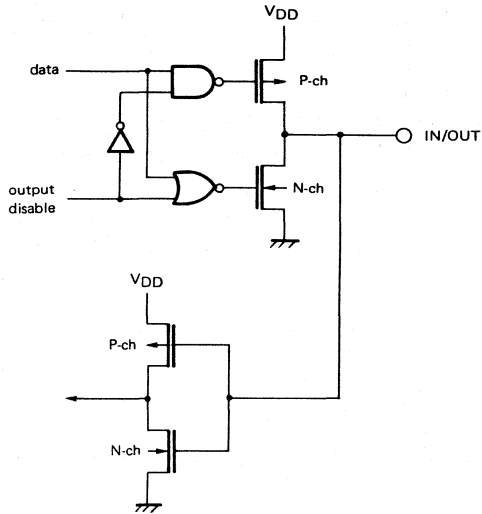 VDD
data
P-ch
IN/OUT
output
disable
N-ch
VDD
P-ch
N-ch